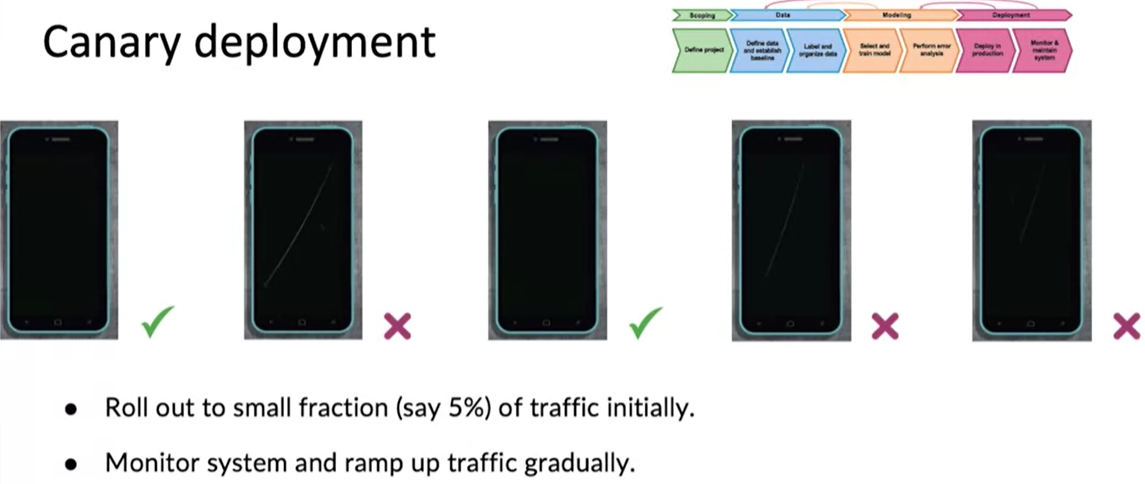 Canary deployment
Scoping
Data
Modeling
Deployment
Define project
Define data
and establish
baseline
Label and
organize data
Select and
train model
Perform error
analysis
Deploy in
production
Monitor &
maintain
system
Roll out to small fraction (say 5%) of traffic initially.
Monitor system and ramp up traffic gradually.